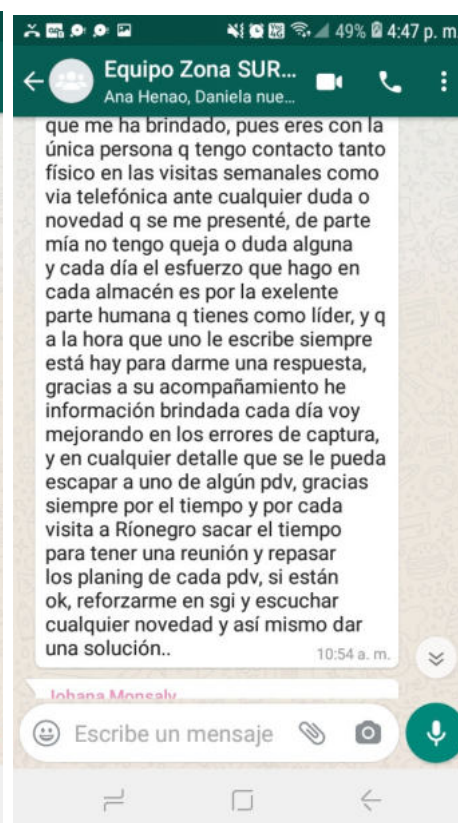 49% 4:47 p. m.
Equipo Zona SUR...
Ana Henao, Daniela nue...
que me ha brindado, pues eres con la
única persona q tengo contacto tanto
físico en las visitas semanales como
via telefónica ante cualquier duda o
novedad q se me presenté, de parte
mía no tengo queja o duda alguna
y cada día el esfuerzo que hago en
cada almacén es por la exelente
parte humana q tienes como líder, y q
a la hora que uno le escribe siempre
está hay para darme una respuesta,
gracias a su acompañamiento he
información brindada cada día voy
mejorando en los errores de captura,
y en cualquier detalle que se le pueda
escapar a uno de algún pdv, gracias
siempre por el tiempo y por cada
visita a Ríonegro sacar el tiempo
para tener una reunión y repasar
los planing de cada pdv, si están
ok, reforzarme en sgi y escuchar
cualquier novedad y así mismo dar
una solución..
10:54 a. m.
Johana Monsalv
Escribe un mensaje